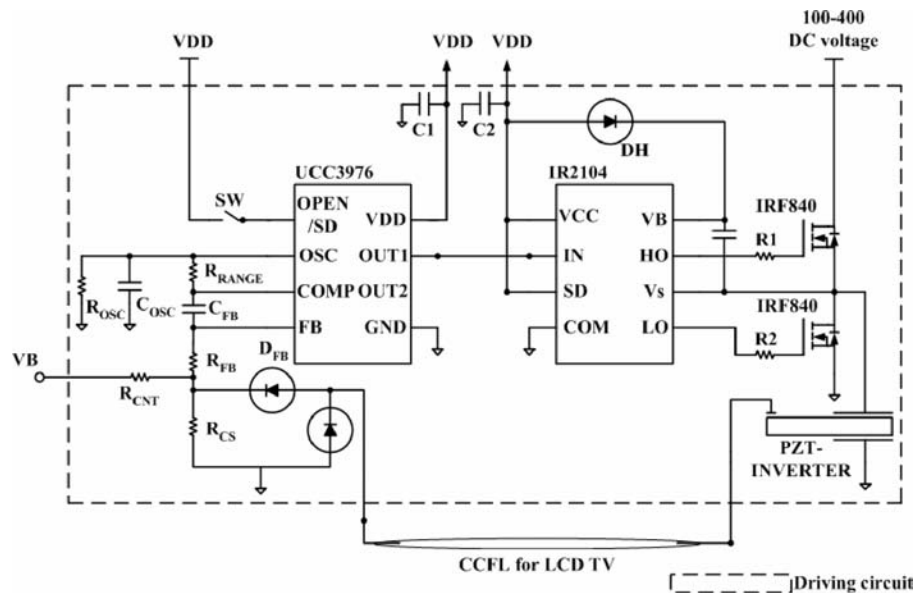 100-400
DC voltage
VDD
VDD
VDD
C1
C2
DH
UCC3976
IR2104
SW
OPEN
/SD
VDD
VCC
VB
IRF840
OSC
OUT1
IN
HO
R1
RRANGE
ROSC
COSC
COMP
OUT2
SD
Vs
CFB
IRF840
FB
GND
COM
LO
R2
VB
RFB
DFB
RCNT
RCS
PZT-
INVERTER
CCFL for LCD TV
Driving circuit